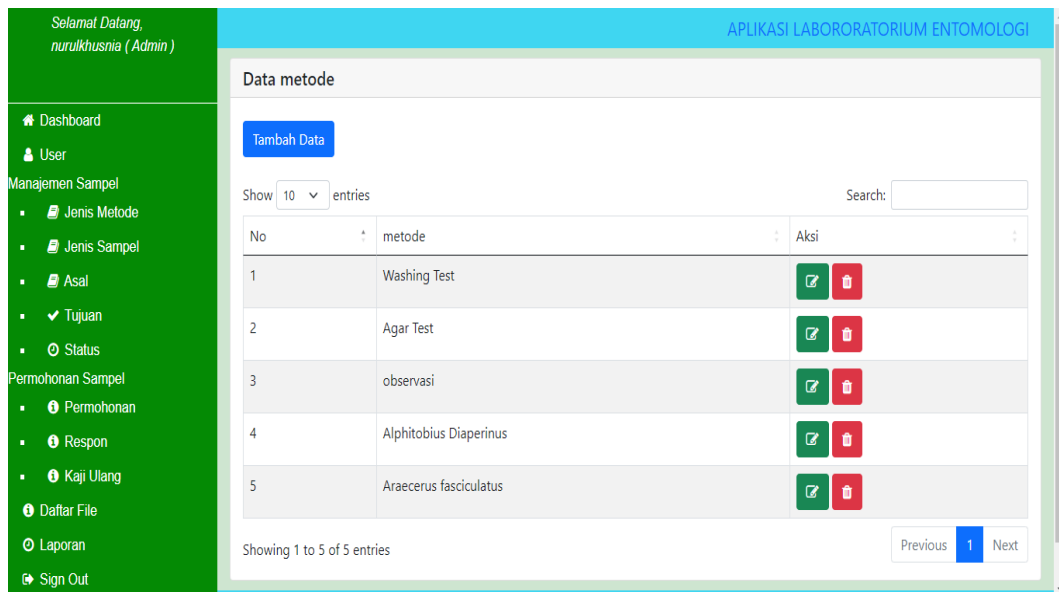 Selamat Datang,
nurulkhusnia ( Admin )
Dashboard
User
Manajemen Sampel
Jenis Metode
Jenis Sampel
Asal
Tujuan
Status
Permohonan Sampel
Permohonan
Respon
Kaji Ulang
Daftar File
Laporan
Sign Out
APLIKASI LABORORATORIUM ENTOMOLOGI
Data metode
Tambah Data
Show 10 entries
Search:
No metode Aksi
1 Washing Test
2 Agar Test
3 observasi
4 Alphitobius Diaperinus
5 Araecerus fasciculatus
Showing 1 to 5 of 5 entries
Previous 1 Next